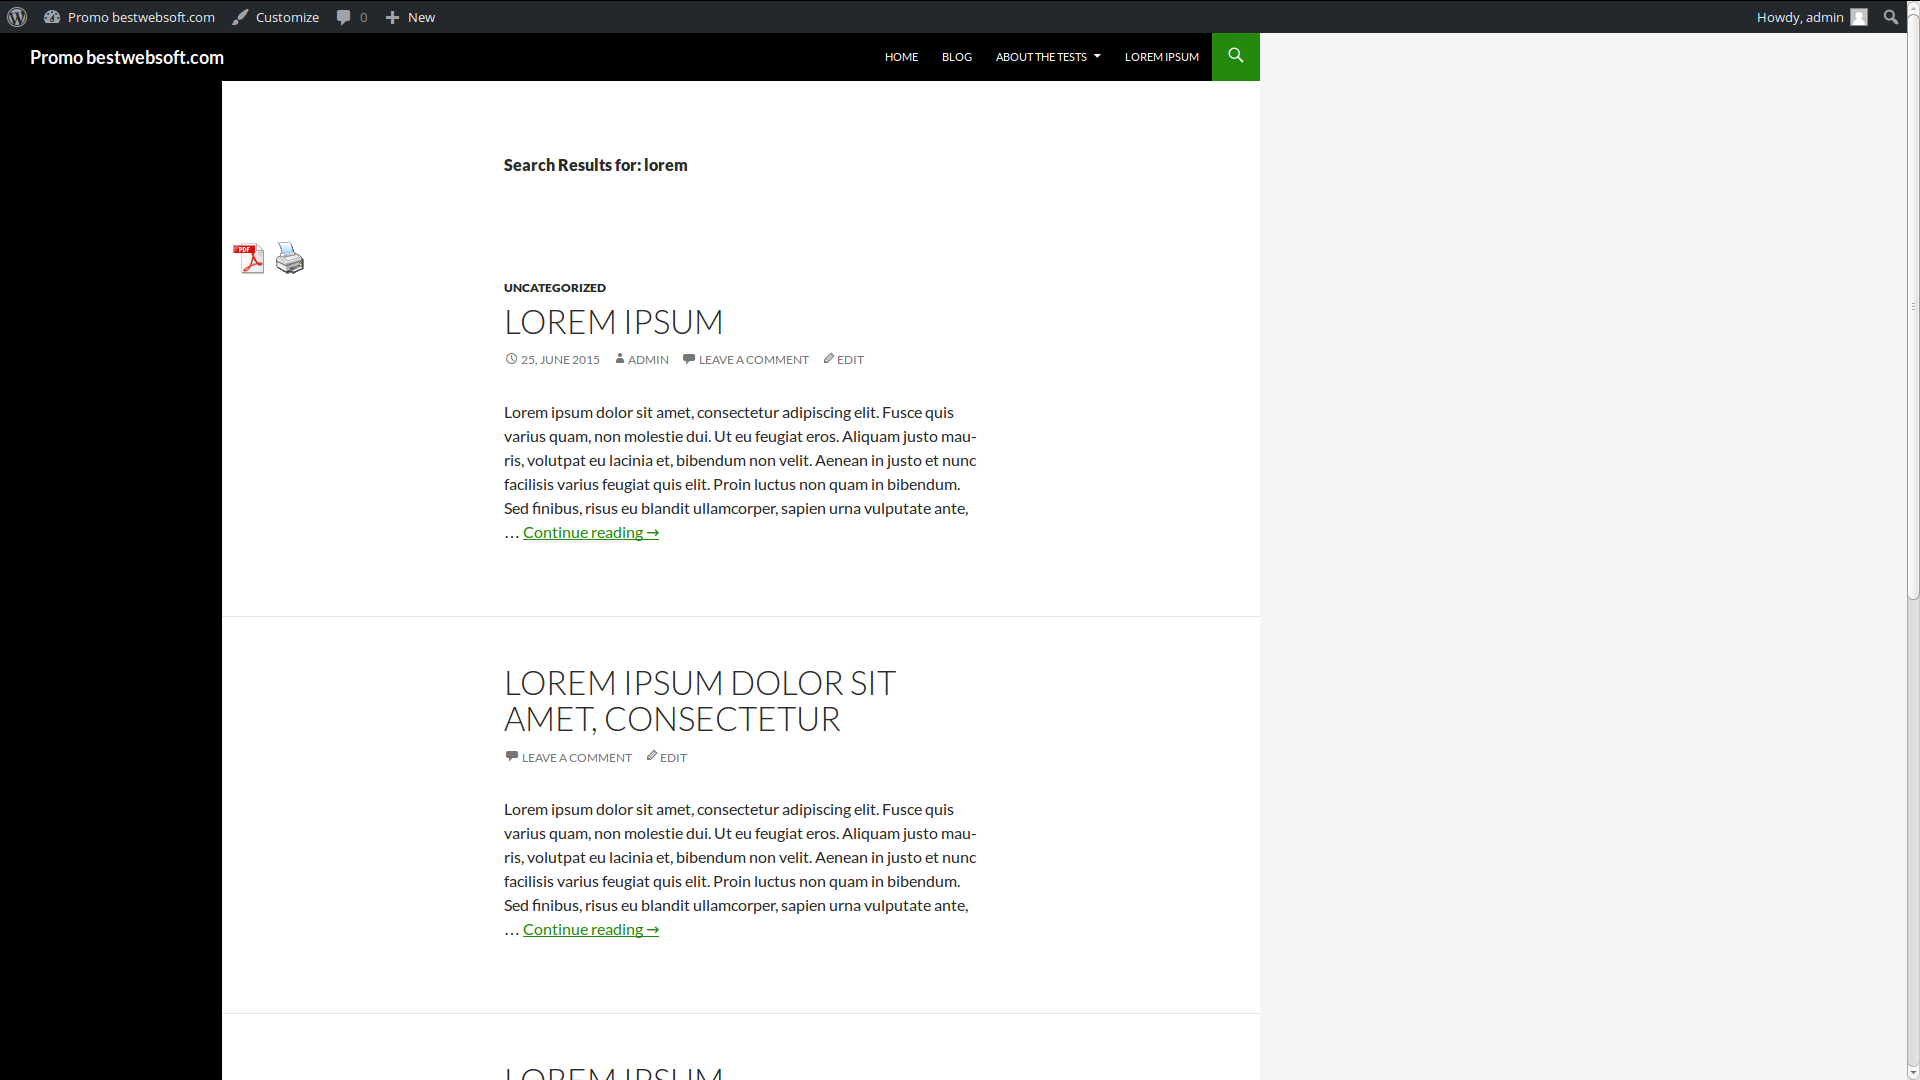 Promo bestwebsoft.com Customize 0 New Howdy, admin
Promo bestwebsoft.com HOME BLOG ABOUT THE TESTS LOREM IPSUM
Search Results for: lorem
PDF
UNCATEGORIZED
LOREM IPSUM
25, JUNE 2015 ADMIN LEAVE A COMMENT EDIT
Lorem ipsum dolor sit amet, consectetur adipiscing elit. Fusce quis
varius quam, non molestie dui. Ut eu feugiat eros. Aliquam justo mau-
ris, volutpat eu lacinia et, bibendum non velit. Aenean in justo et nunc
facilisis varius feugiat quis elit. Proin luctus non quam in bibendum.
Sed finibus, risus eu blandit ullamcorper, sapien urna vulputate ante,
… Continue reading →
LOREM IPSUM DOLOR SIT
AMET, CONSECTETUR
LEAVE A COMMENT EDIT
Lorem ipsum dolor sit amet, consectetur adipiscing elit. Fusce quis
varius quam, non molestie dui. Ut eu feugiat eros. Aliquam justo mau-
ris, volutpat eu lacinia et, bibendum non velit. Aenean in justo et nunc
facilisis varius feugiat quis elit. Proin luctus non quam in bibendum.
Sed finibus, risus eu blandit ullamcorper, sapien urna vulputate ante,
… Continue reading →
LOREM IPSUM